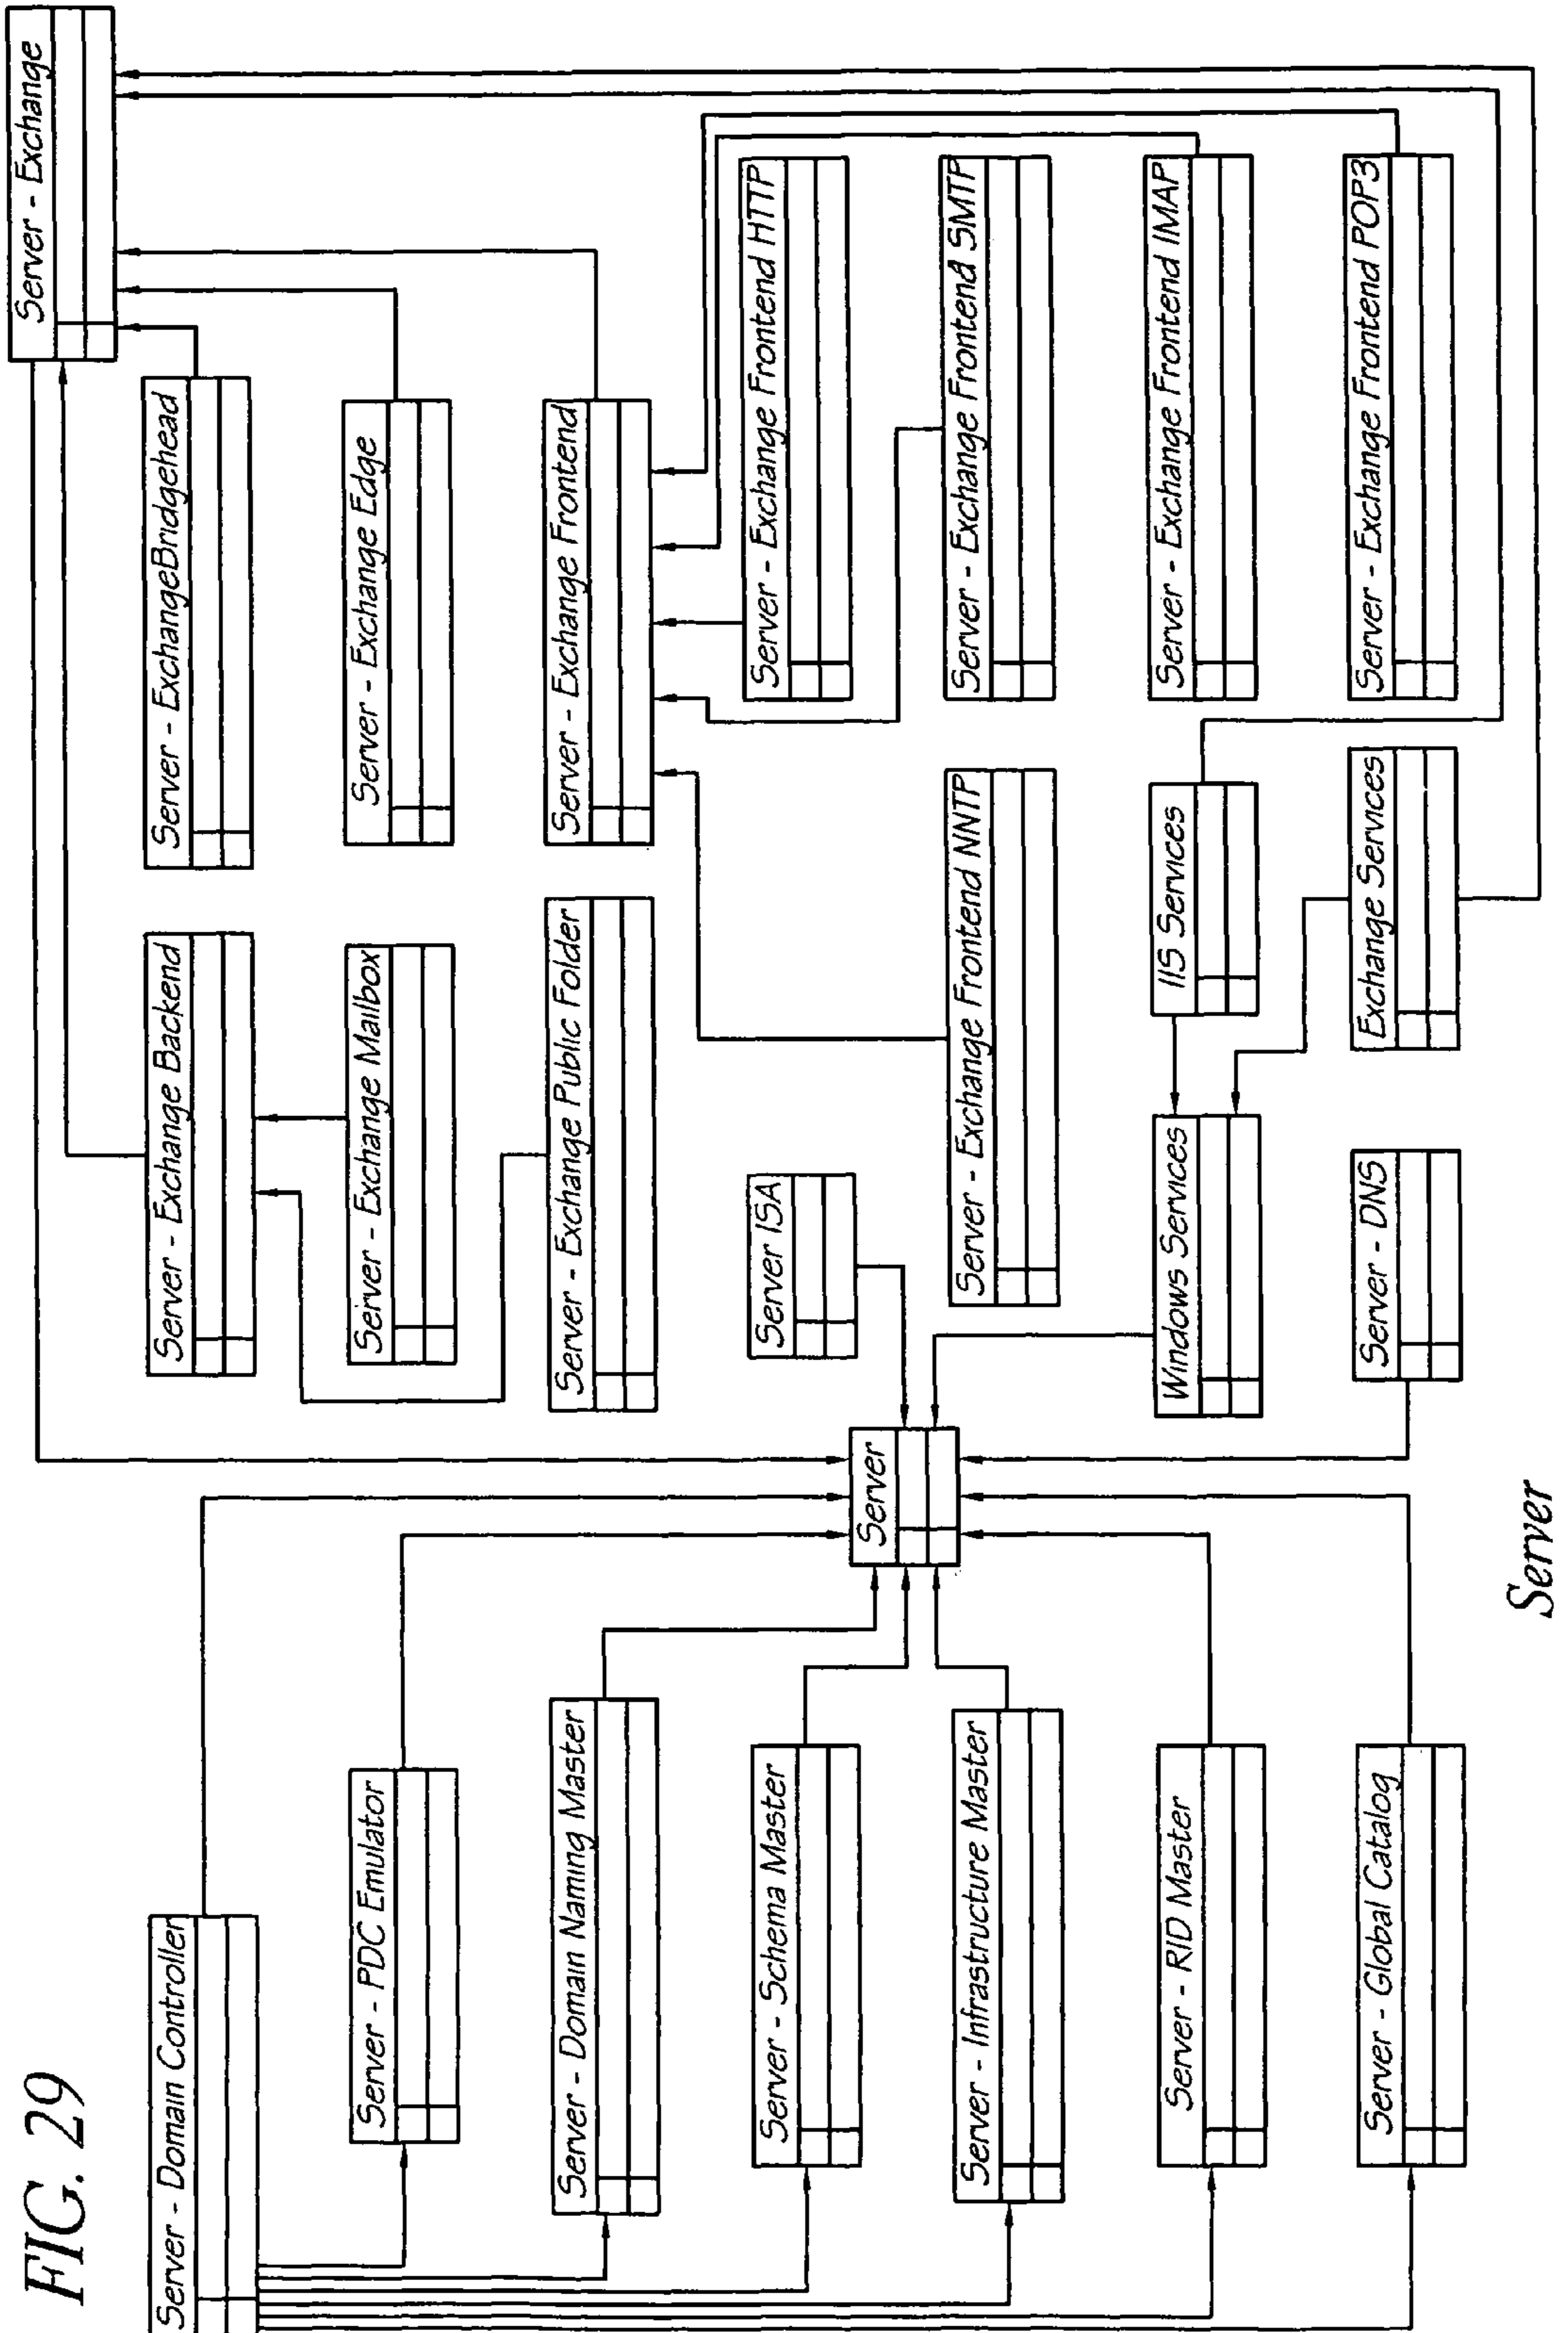 FIG. 29
Server - Domain Controller
Server - PDC Emulator
Server - Domain Naming Master
Server - Schema Master
Server - Infrastructure Master
Server - RID Master
Server - Global Catalog
Server
Server - Exchange Backend
Server - Exchange Mailbox
Server - Exchange Public Folder
Server ISA
Server - Exchange Frontend NNTP
Windows Services
Server - DNS
Server - Exchange
Server - ExchangeBridgehead
Server - Exchange Edge
Server - Exchange Frontend
Server - Exchange Frontend HTTP
Server - Exchange Frontend SMTP
Server - Exchange Frontend IMAP
Server - Exchange Frontend POP3
IIS Services
Exchange Services
Server